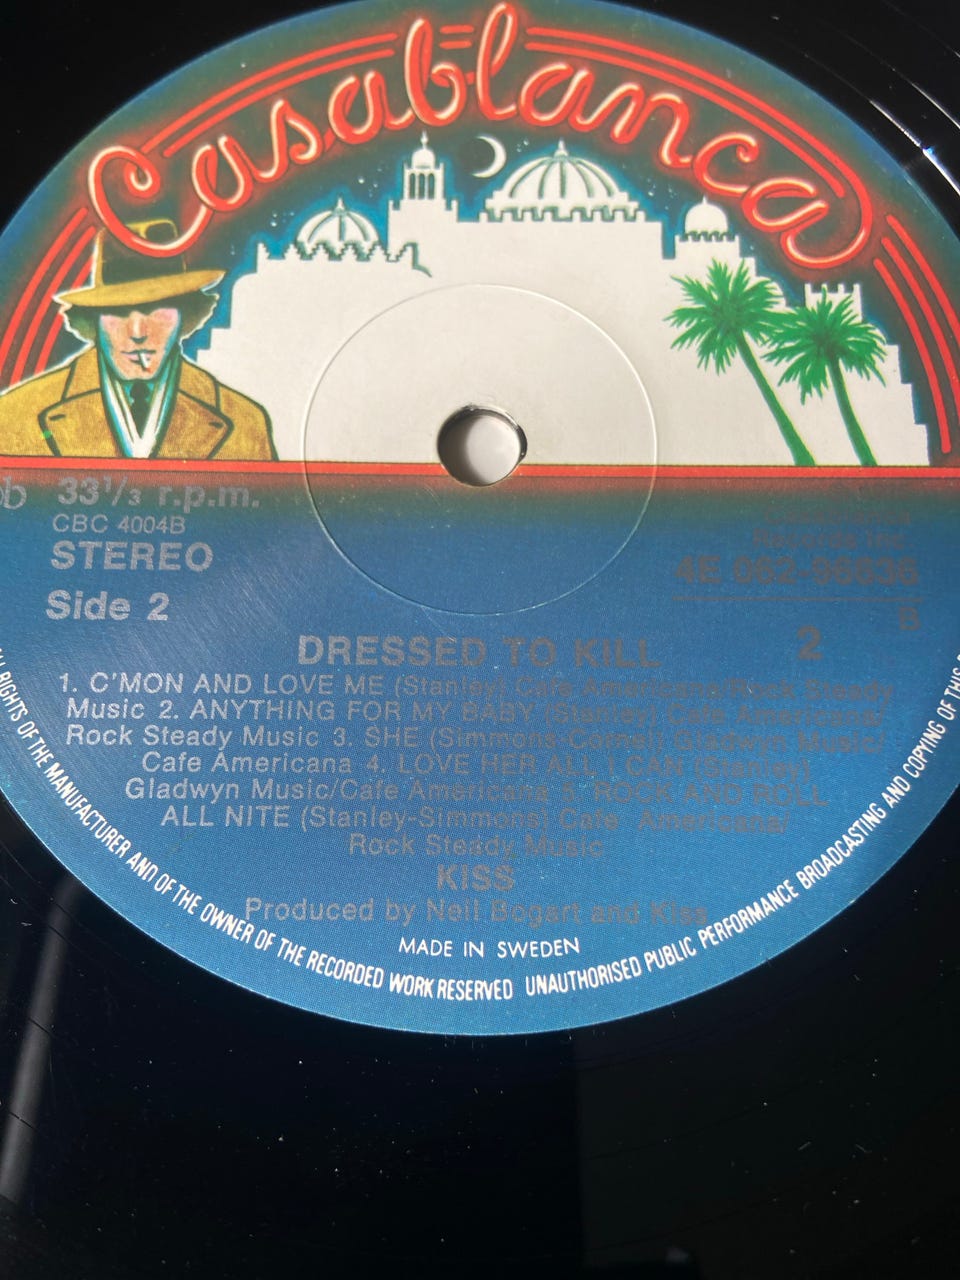 Casablanca
ob 33⅓ r.p.m.
CBC 4004B
STEREO
Side 2
Records Inc.
4E 062-96636
B
2
DRESSED TO KILL
1. C'MON AND LOVE ME (Stanley) Cafe Americana/Rock Steady
Music 2. ANYTHING FOR MY BABY (Stanley) Cafe Americana/
Rock Steady Music 3. SHE (Simmons-Coronel) Gladwyn Music/
Cafe Americana 4. LOVE HER ALL I CAN (Stanley)
Gladwyn Music/Cafe Americana 5. ROCK AND ROLL
ALL NITE (Stanley-Simmons) Cafe Americana/
Rock Steady Music
KISS
Produced by Neil Bogart and Kiss
MADE IN SWEDEN
ALL RIGHTS OF THE MANUFACTURER AND OF THE OWNER OF THE RECORDED WORK RESERVED UNAUTHORISED PUBLIC PERFORMANCE BROADCASTING AND COPYING OF THIS